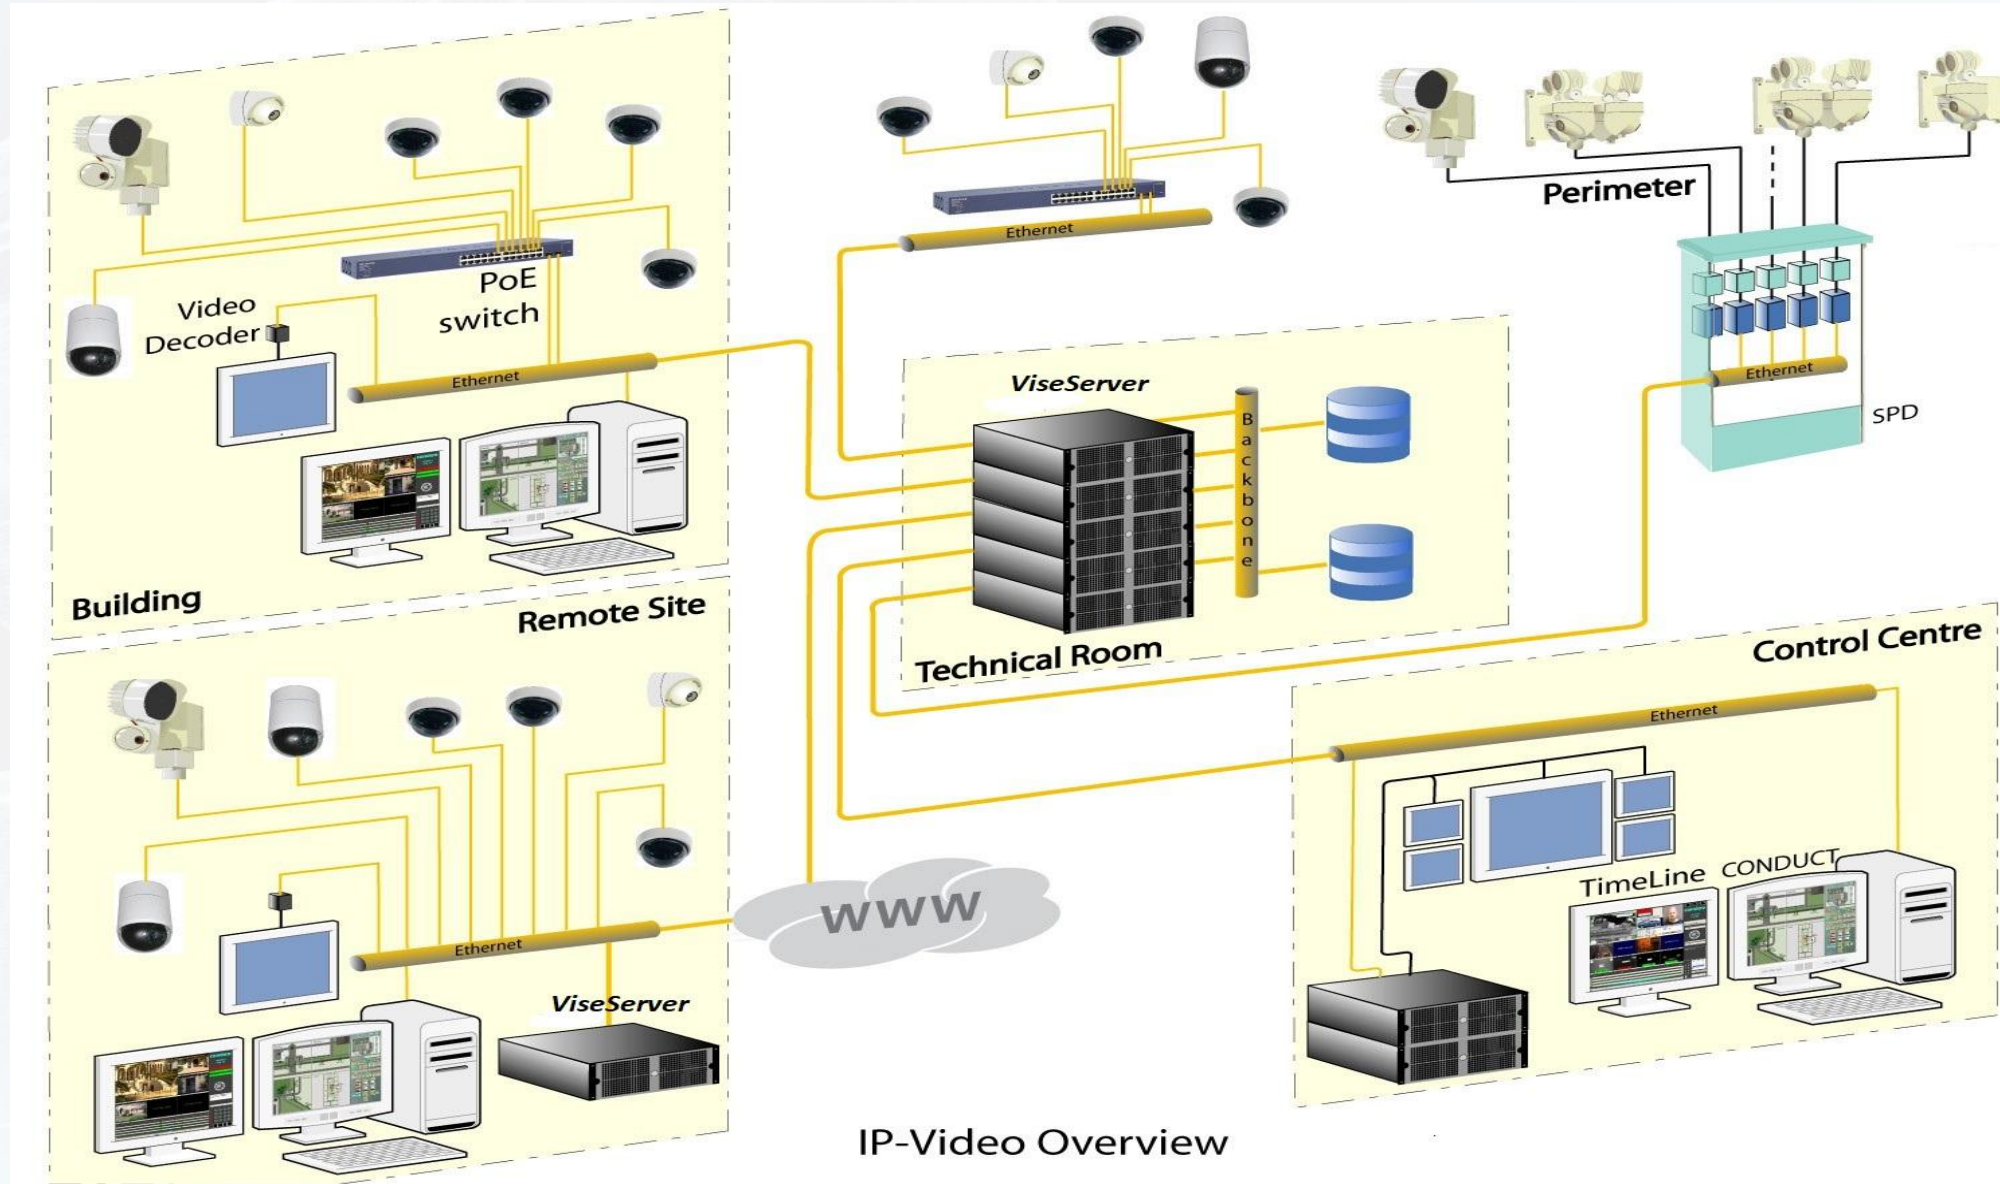 Ethernet
Perimeter
PoE
switch
Video
Decoder
Ethernet
Ethernet
SPD
ViseServer
Backbone
Building
Remote Site
Technical Room
Control Centre
Ethernet
TimeLine
CONDUCT
WWW
Ethernet
ViseServer
IP-Video Overview